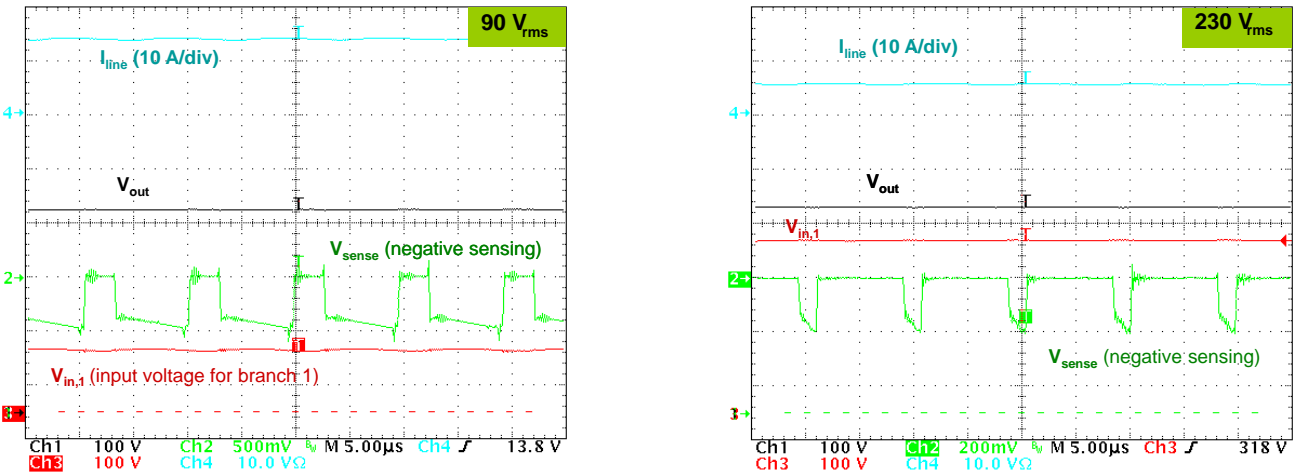 90 Vrms
Iline (10 A/div)
T
4→
Vout
T
Vsense (negative sensing)
T
2→
T
Vin,1 (input voltage for branch 1)
3→
Ch1 100 V Ch2 500mV M 5.00µs Ch4 13.8 V
Ch3 100 V Ch4 10.0 VΩ
230 Vrms
Iline (10 A/div)
T
4→
Vout
T
Vin,1
T
2→
Vsense (negative sensing)
3→
Ch1 100 V Ch2 200mV M 5.00µs Ch3 318 V
Ch3 100 V Ch4 10.0 VΩ